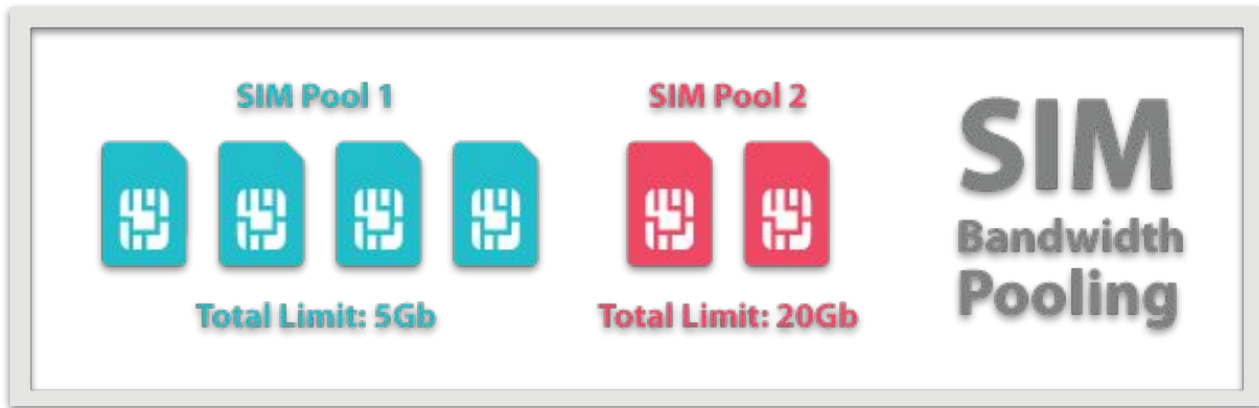 SIM Pool 1
Total Limit: 5Gb
SIM Pool 2
Total Limit: 20Gb
SIM
Bandwidth
Pooling